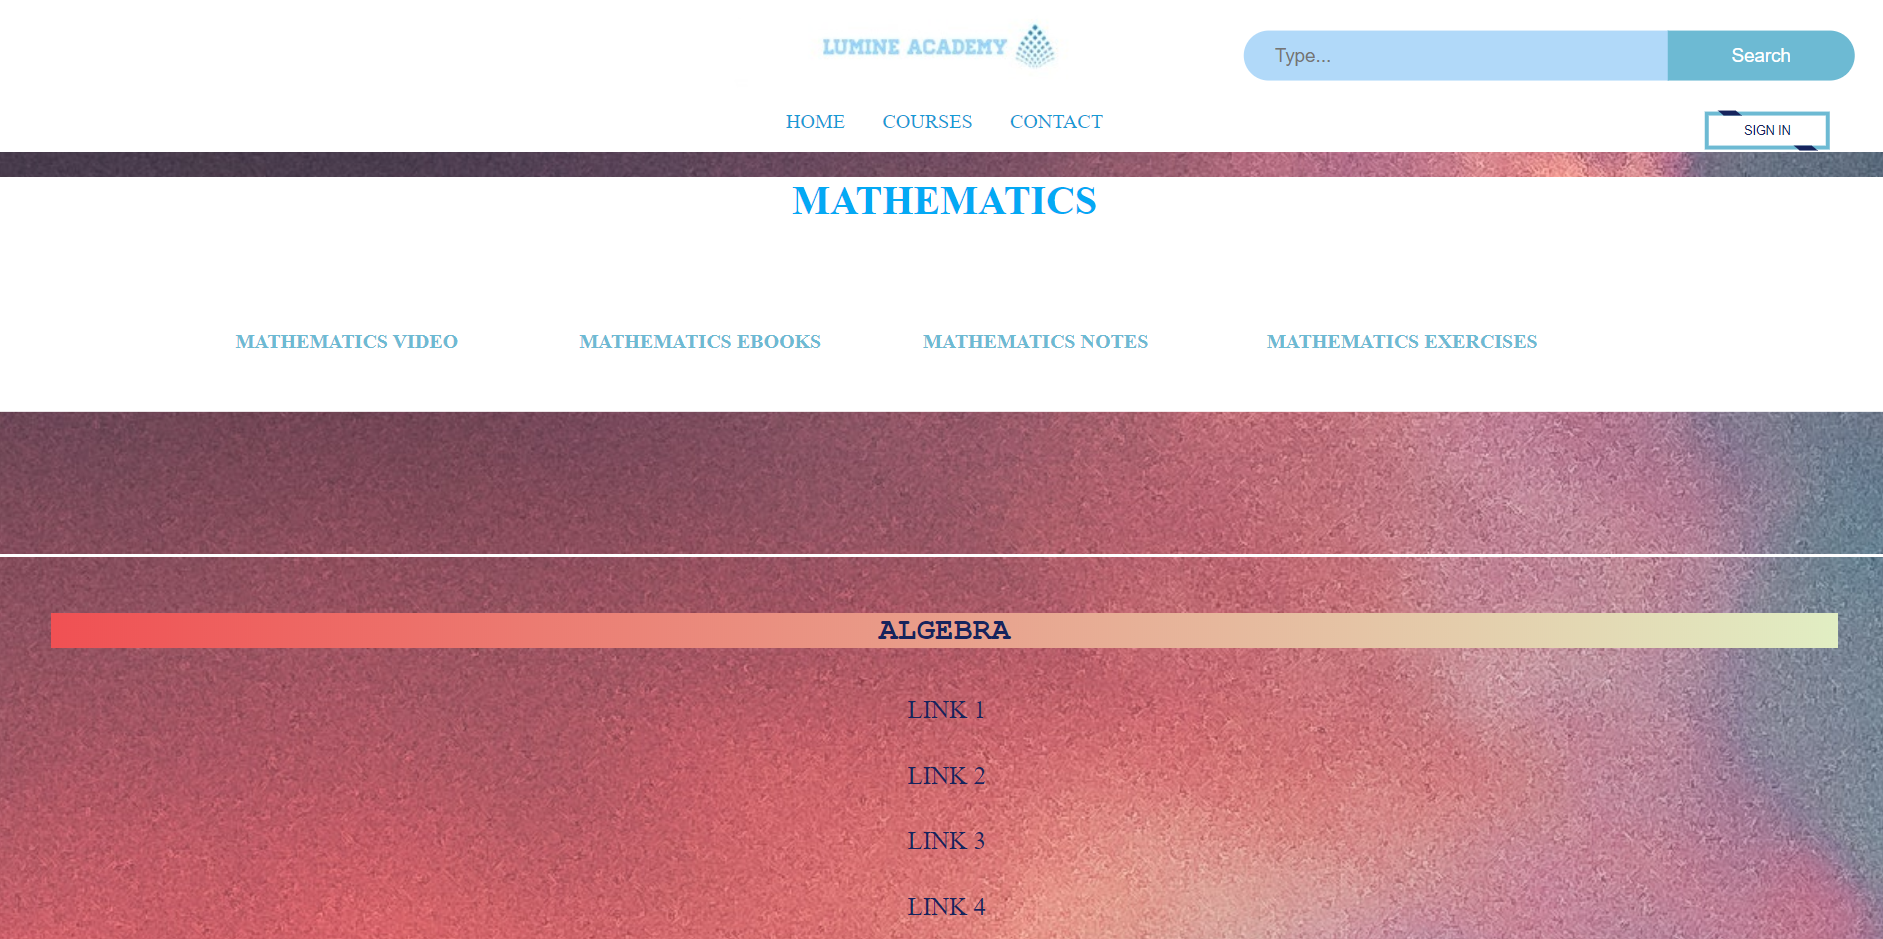 LUMINE ACADEMY
Type...
Search
HOME COURSES CONTACT
SIGN IN
MATHEMATICS
MATHEMATICS VIDEO MATHEMATICS EBOOKS MATHEMATICS NOTES MATHEMATICS EXERCISES
ALGEBRA
LINK 1
LINK 2
LINK 3
LINK 4